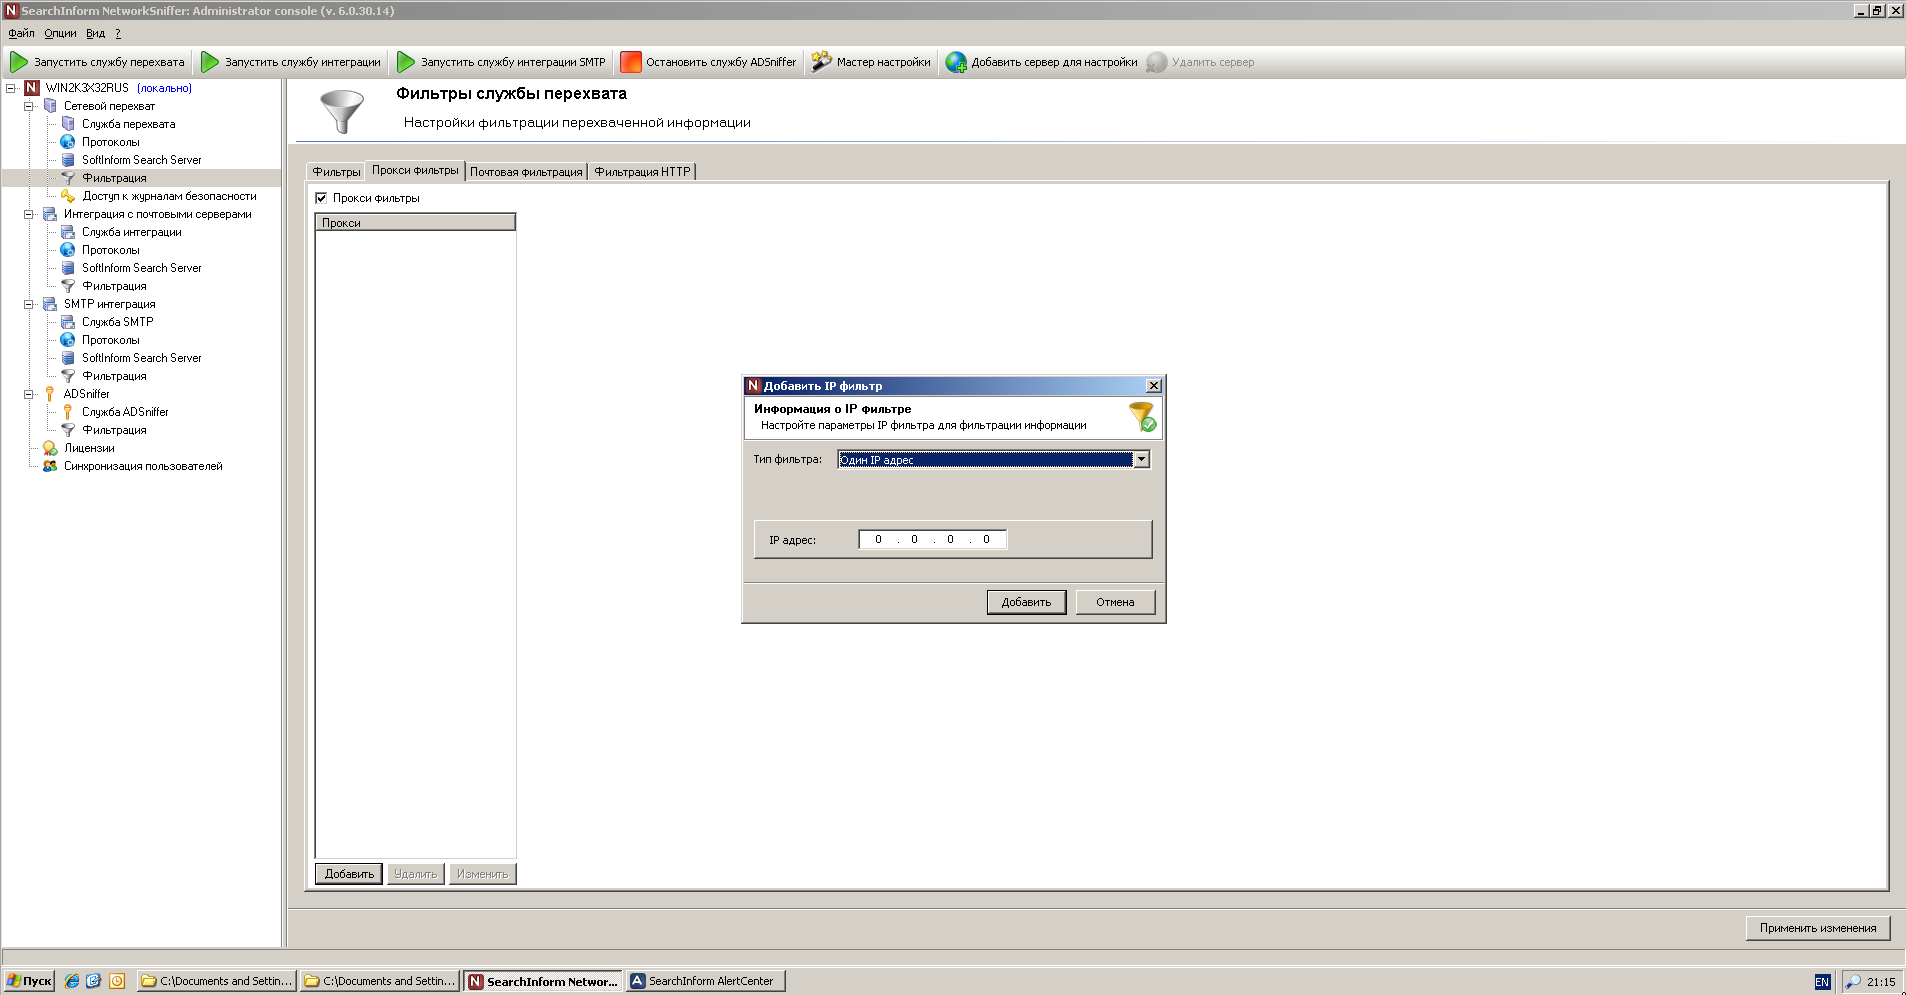 SearchInform NetworkSniffer: Administrator console (v. 6.0.30.14)
Файл Опции Вид ?
Запустить службу перехвата Запустить службу интеграции Запустить службу интеграции SMTP Остановить службу ADSniffer Мастер настройки Добавить сервер для настройки Удалить сервер
WIN2K3X32RUS (локально)
Сетевой перехват
Служба перехвата
Протоколы
SoftInform Search Server
Фильтрация
Доступ к журналам безопасности
Интеграция с почтовыми серверами
Служба интеграции
Протоколы
SoftInform Search Server
Фильтрация
SMTP интеграция
Служба SMTP
Протоколы
SoftInform Search Server
Фильтрация
ADSniffer
Служба ADSniffer
Фильтрация
Лицензии
Синхронизация пользователей
Фильтры службы перехвата
Настройки фильтрации перехваченной информации
Фильтры Прокси фильтры Почтовая фильтрация Фильтрация HTTP
Прокси фильтры
Прокси
Добавить IP фильтр
Информация о IP фильтре
Настройте параметры IP фильтра для фильтрации информации
Тип фильтра: Один IP адрес
IP адрес: 0 . 0 . 0 . 0
Добавить Отмена
Добавить Удалить Изменить
Применить изменения
Пуск C:\Documents and Settin... C:\Documents and Settin... SearchInform Networ... SearchInform AlertCenter EN 21:15